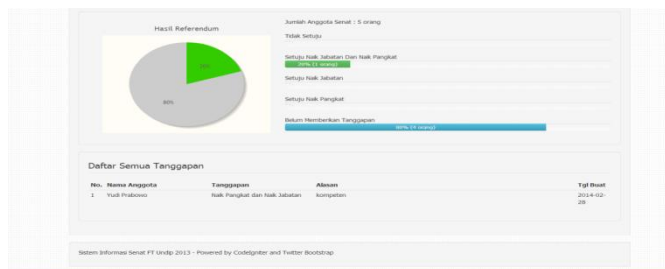 Hasil Referendum
20%
80%
Jumlah Anggota Senat : 5 orang
Tidak Setuju
Setuju Naik Jabatan Dan Naik Pangkat
20% (1 orang)
Setuju Naik Jabatan
Setuju Naik Pangkat
Belum Memberikan Tanggapan
80% (4 orang)
Daftar Semua Tanggapan
No. Nama Anggota Tanggapan Alasan Tgl Buat
1 Yudi Prabowo Naik Pangkat dan Naik Jabatan kompeten 2014-02-
28
Sistem Informasi Senat FT Undip 2013 - Powered by CodeIgniter and Twitter Bootstrap